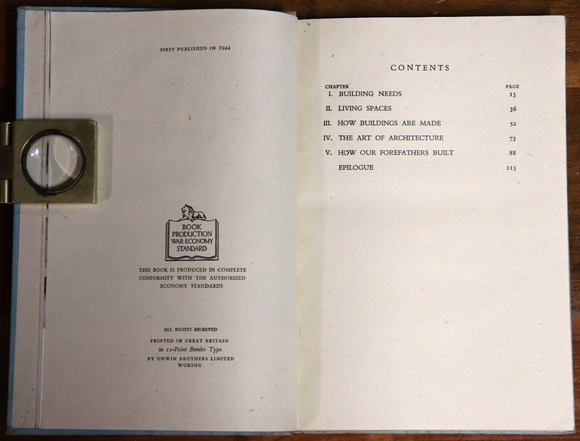 FIRST PUBLISHED IN 1944
BOOK
PRODUCTION
WAR ECONOMY
STANDARD
THIS BOOK IS PRODUCED IN COMPLETE
CONFORMITY WITH THE AUTHORIZED
ECONOMY STANDARDS
ALL RIGHTS RESERVED
PRINTED IN GREAT BRITAIN
in 11-Point Bembo Type
BY UNWIN BROTHERS LIMITED
WOKING
CONTENTS
CHAPTER PAGE
I. BUILDING NEEDS 13
II. LIVING SPACES 36
III. HOW BUILDINGS ARE MADE 52
IV. THE ART OF ARCHITECTURE 73
V. HOW OUR FOREFATHERS BUILT 88
EPILOGUE 115